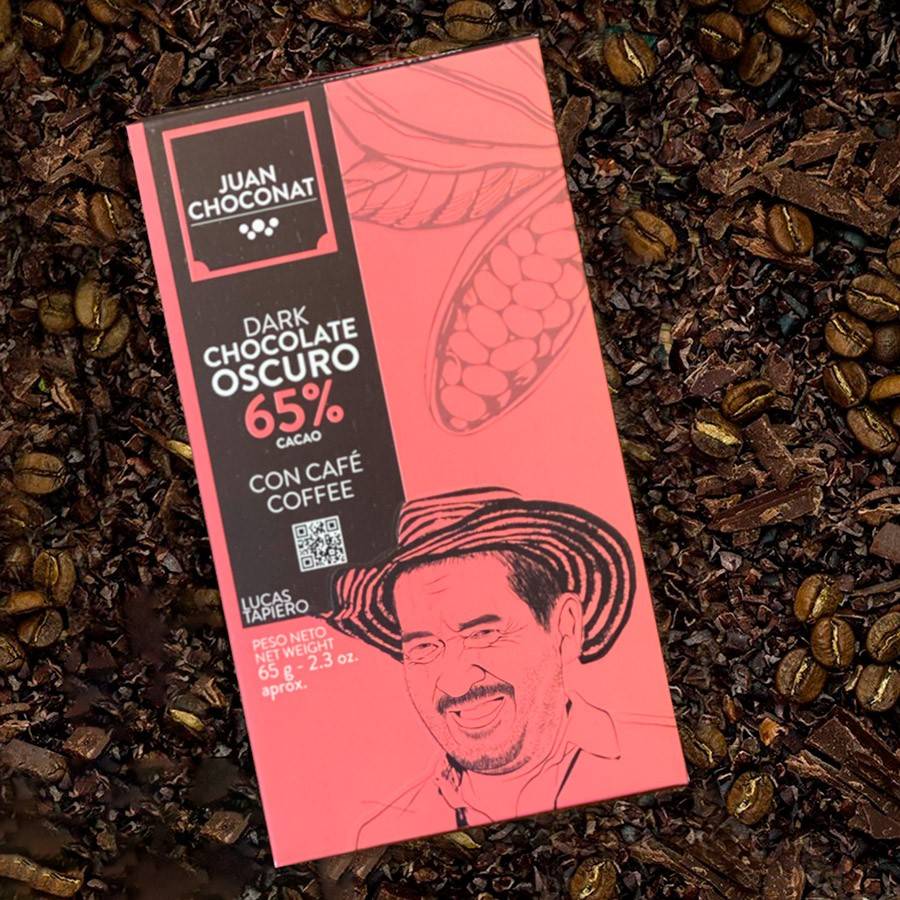 JUAN
CHOCONAT
DARK
CHOCOLATE
OSCURO
65%
CACAO
CON CAFÉ
COFFEE
LUCAS
TAPIERO
PESO NETO
NET WEIGHT
65 g - 2.3 oz.
aprox.